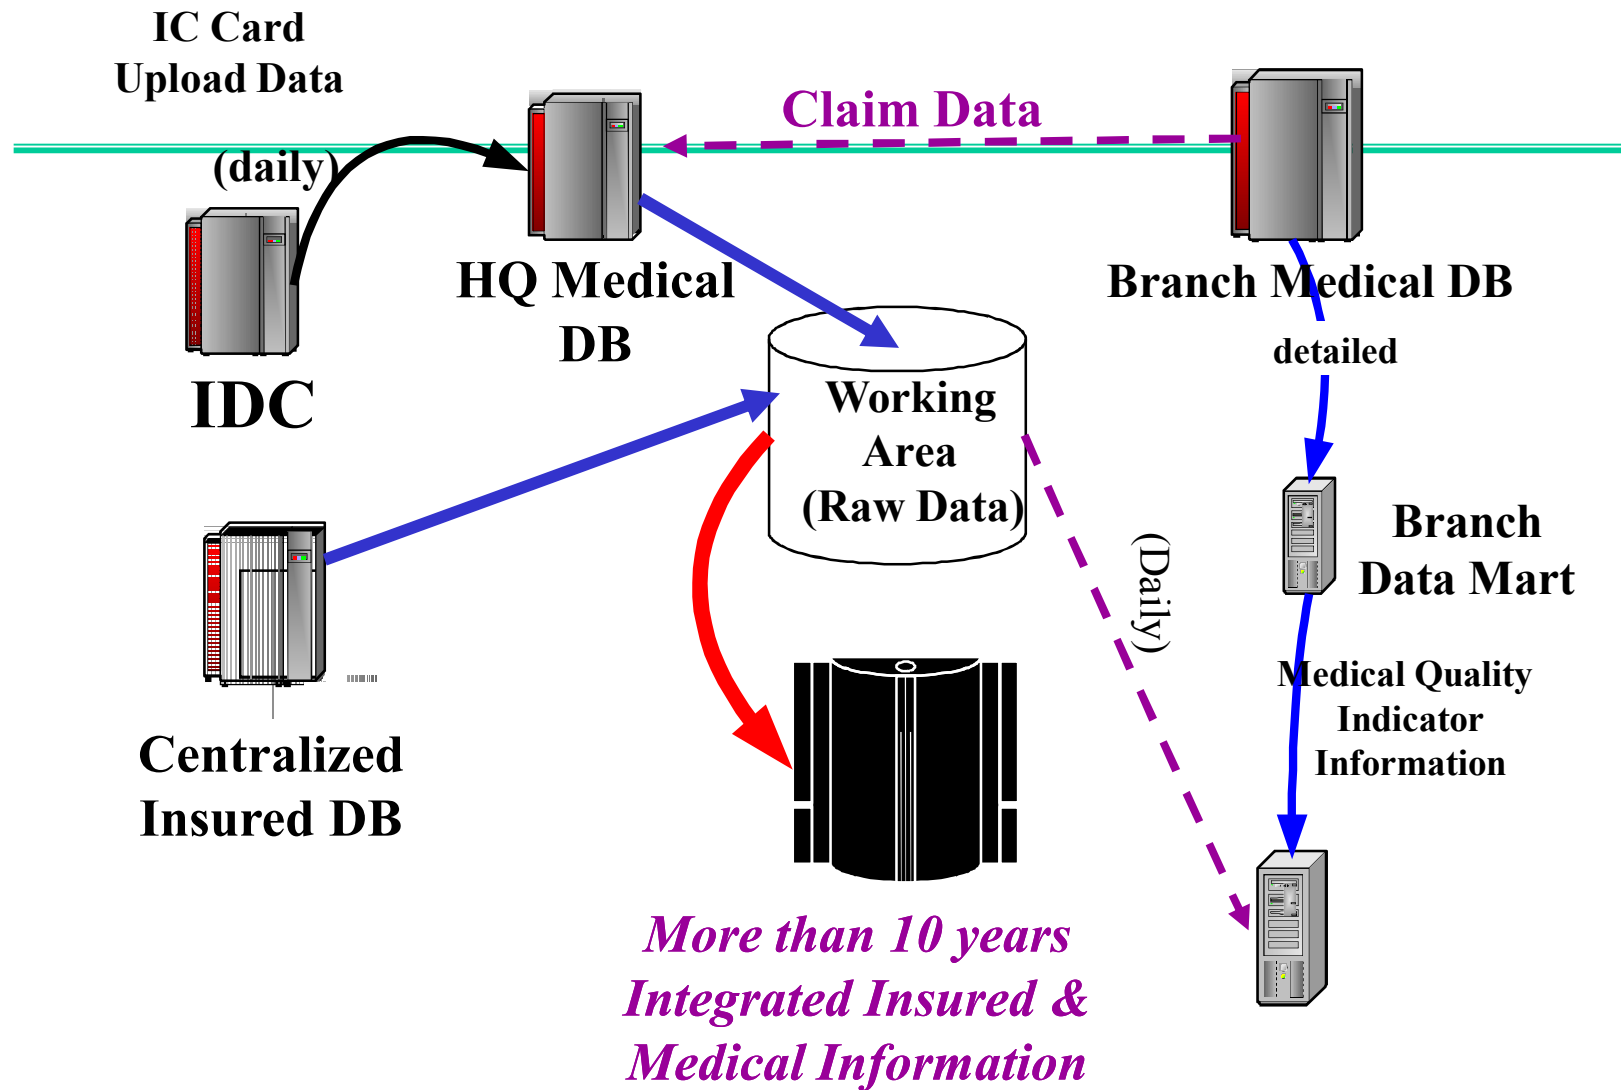 IC Card
Upload Data
(daily)
Claim Data
IDC
HQ Medical
DB
Branch Medical DB
detailed
Working
Area
(Raw Data)
Branch
Data Mart
(Daily)
Medical Quality
Indicator
Information
Centralized
Insured DB
More than 10 years
Integrated Insured &
Medical Information